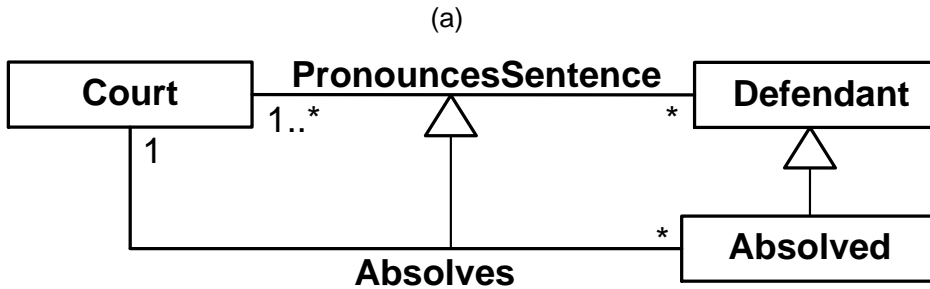 (a)
PronouncesSentence
Court
Defendant
1..*
*
1
*
Absolved
Absolves